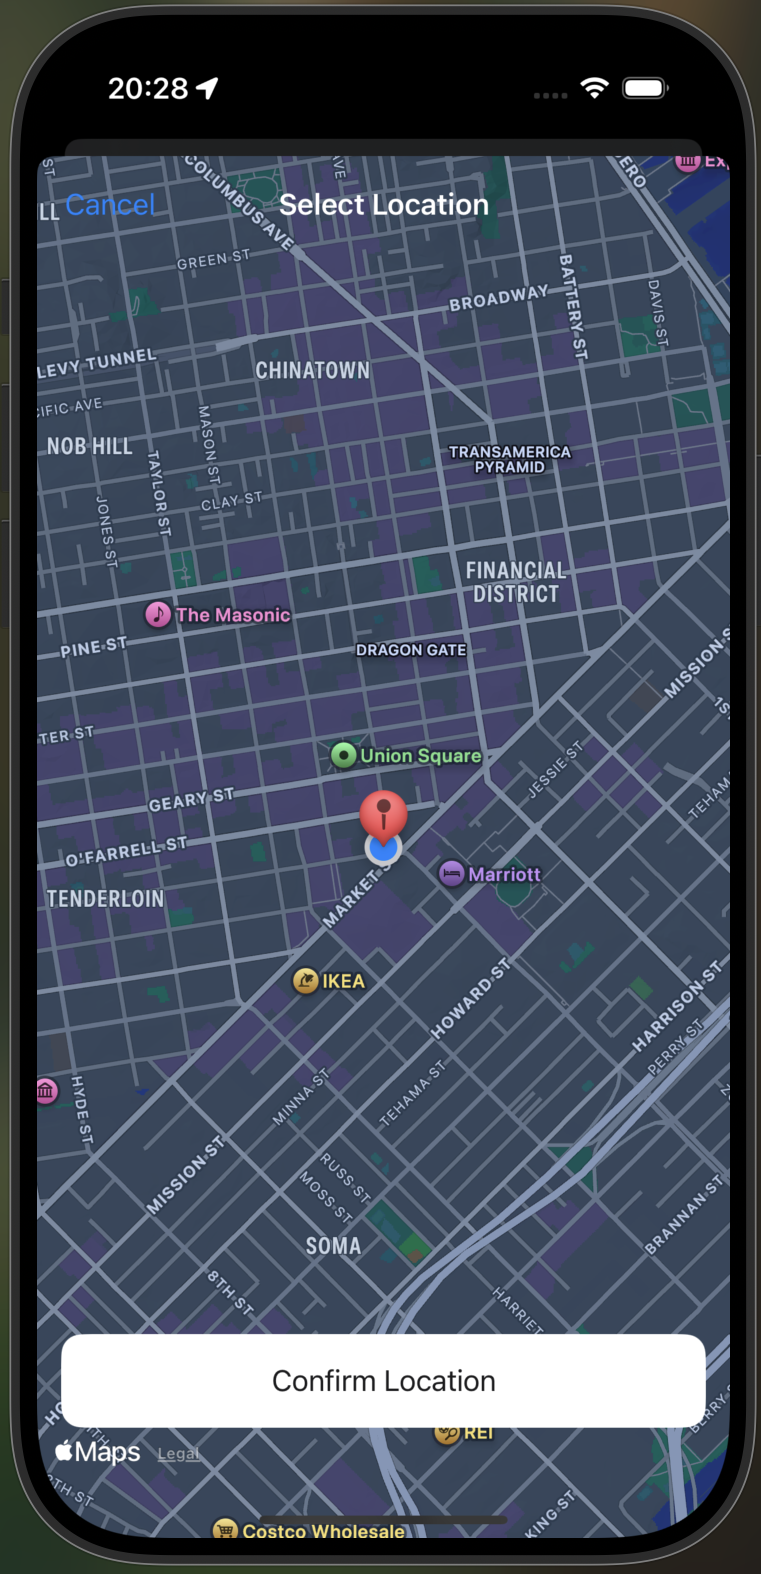 20:28
Cancel
Select Location
COLUMBUS AVE
AVE
ST
LL
GREEN ST
BROADWAY
BATTERY ST
DAVIS ST
LEVY TUNNEL
CHINATOWN
NOB HILL
MASON ST
TAYLOR ST
JONES ST
CLAY ST
TRANSAMERICA
PYRAMID
FINANCIAL
DISTRICT
The Masonic
PINE ST
DRAGON GATE
MISSION S
TER ST
Union Square
JESSIE ST
TEHAMA
GEARY ST
O'FARRELL ST
TENDERLOIN
MARKET S
Marriott
IKEA
HOWARD ST
HARRISON ST
PERRY ST
HYDE ST
MINNA ST
TEHAMA ST
MISSION ST
RUSS ST
MOSS ST
SOMA
BRANNAN ST
8TH ST
HARRIET
Confirm Location
REI
Maps
Legal
KING ST
Costco Wholesale